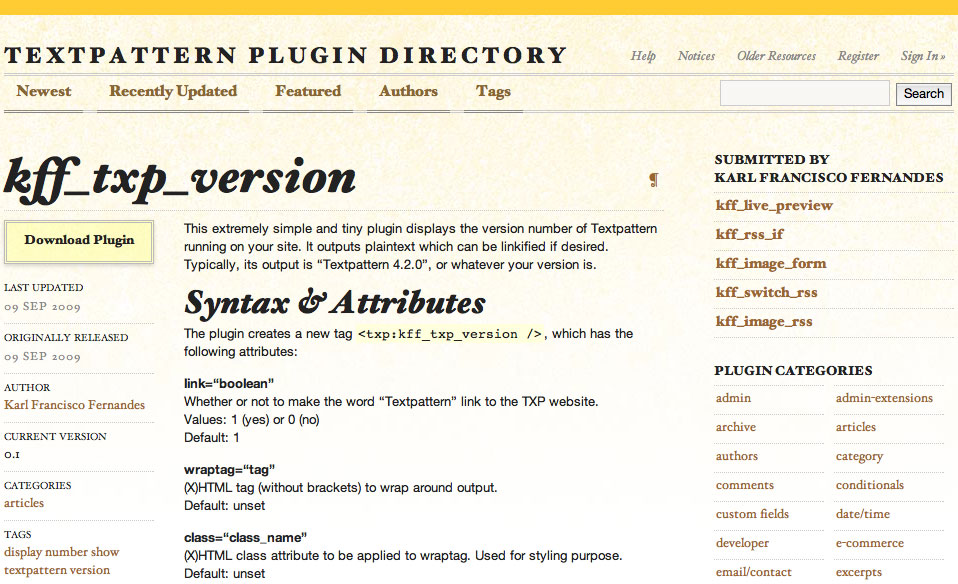 TEXTPATTERN PLUGIN DIRECTORY
Help Notices Older Resources Register Sign In »
Newest Recently Updated Featured Authors Tags
Search
kff_txp_version
¶
Download Plugin
LAST UPDATED
09 SEP 2009
ORIGINALLY RELEASED
09 SEP 2009
AUTHOR
Karl Francisco Fernandes
CURRENT VERSION
0.1
CATEGORIES
articles
TAGS
display number show
textpattern version
This extremely simple and tiny plugin displays the version number of Textpattern
running on your site. It outputs plaintext which can be linkified if desired.
Typically, its output is “Textpattern 4.2.0”, or whatever your version is.
Syntax & Attributes
The plugin creates a new tag <txp:kff_txp_version />, which has the
following attributes:
link=“boolean”
Whether or not to make the word “Textpattern” link to the TXP website.
Values: 1 (yes) or 0 (no)
Default: 1
wraptag=“tag”
(X)HTML tag (without brackets) to wrap around output.
Default: unset
class=“class_name”
(X)HTML class attribute to be applied to wraptag. Used for styling purpose.
Default: unset
SUBMITTED BY
KARL FRANCISCO FERNANDES
kff_live_preview
kff_rss_if
kff_image_form
kff_switch_rss
kff_image_rss
PLUGIN CATEGORIES
admin admin-extensions
archive articles
authors category
comments conditionals
custom fields date/time
developer e-commerce
email/contact excerpts